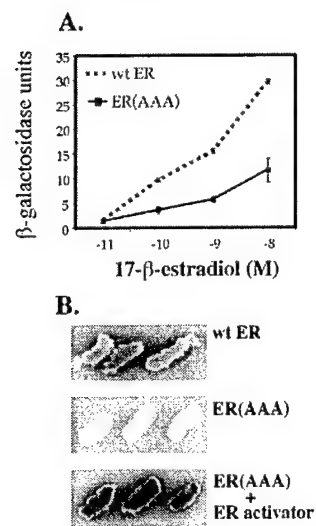 A.
β-galactosidase units
35
30
25
20
15
10
5
0
wt ER
ER(AAA)
-11 -10 -9 -8
17-β-estradiol (M)
B.
wt ER
ER(AAA)
ER(AAA)
+
ER activator